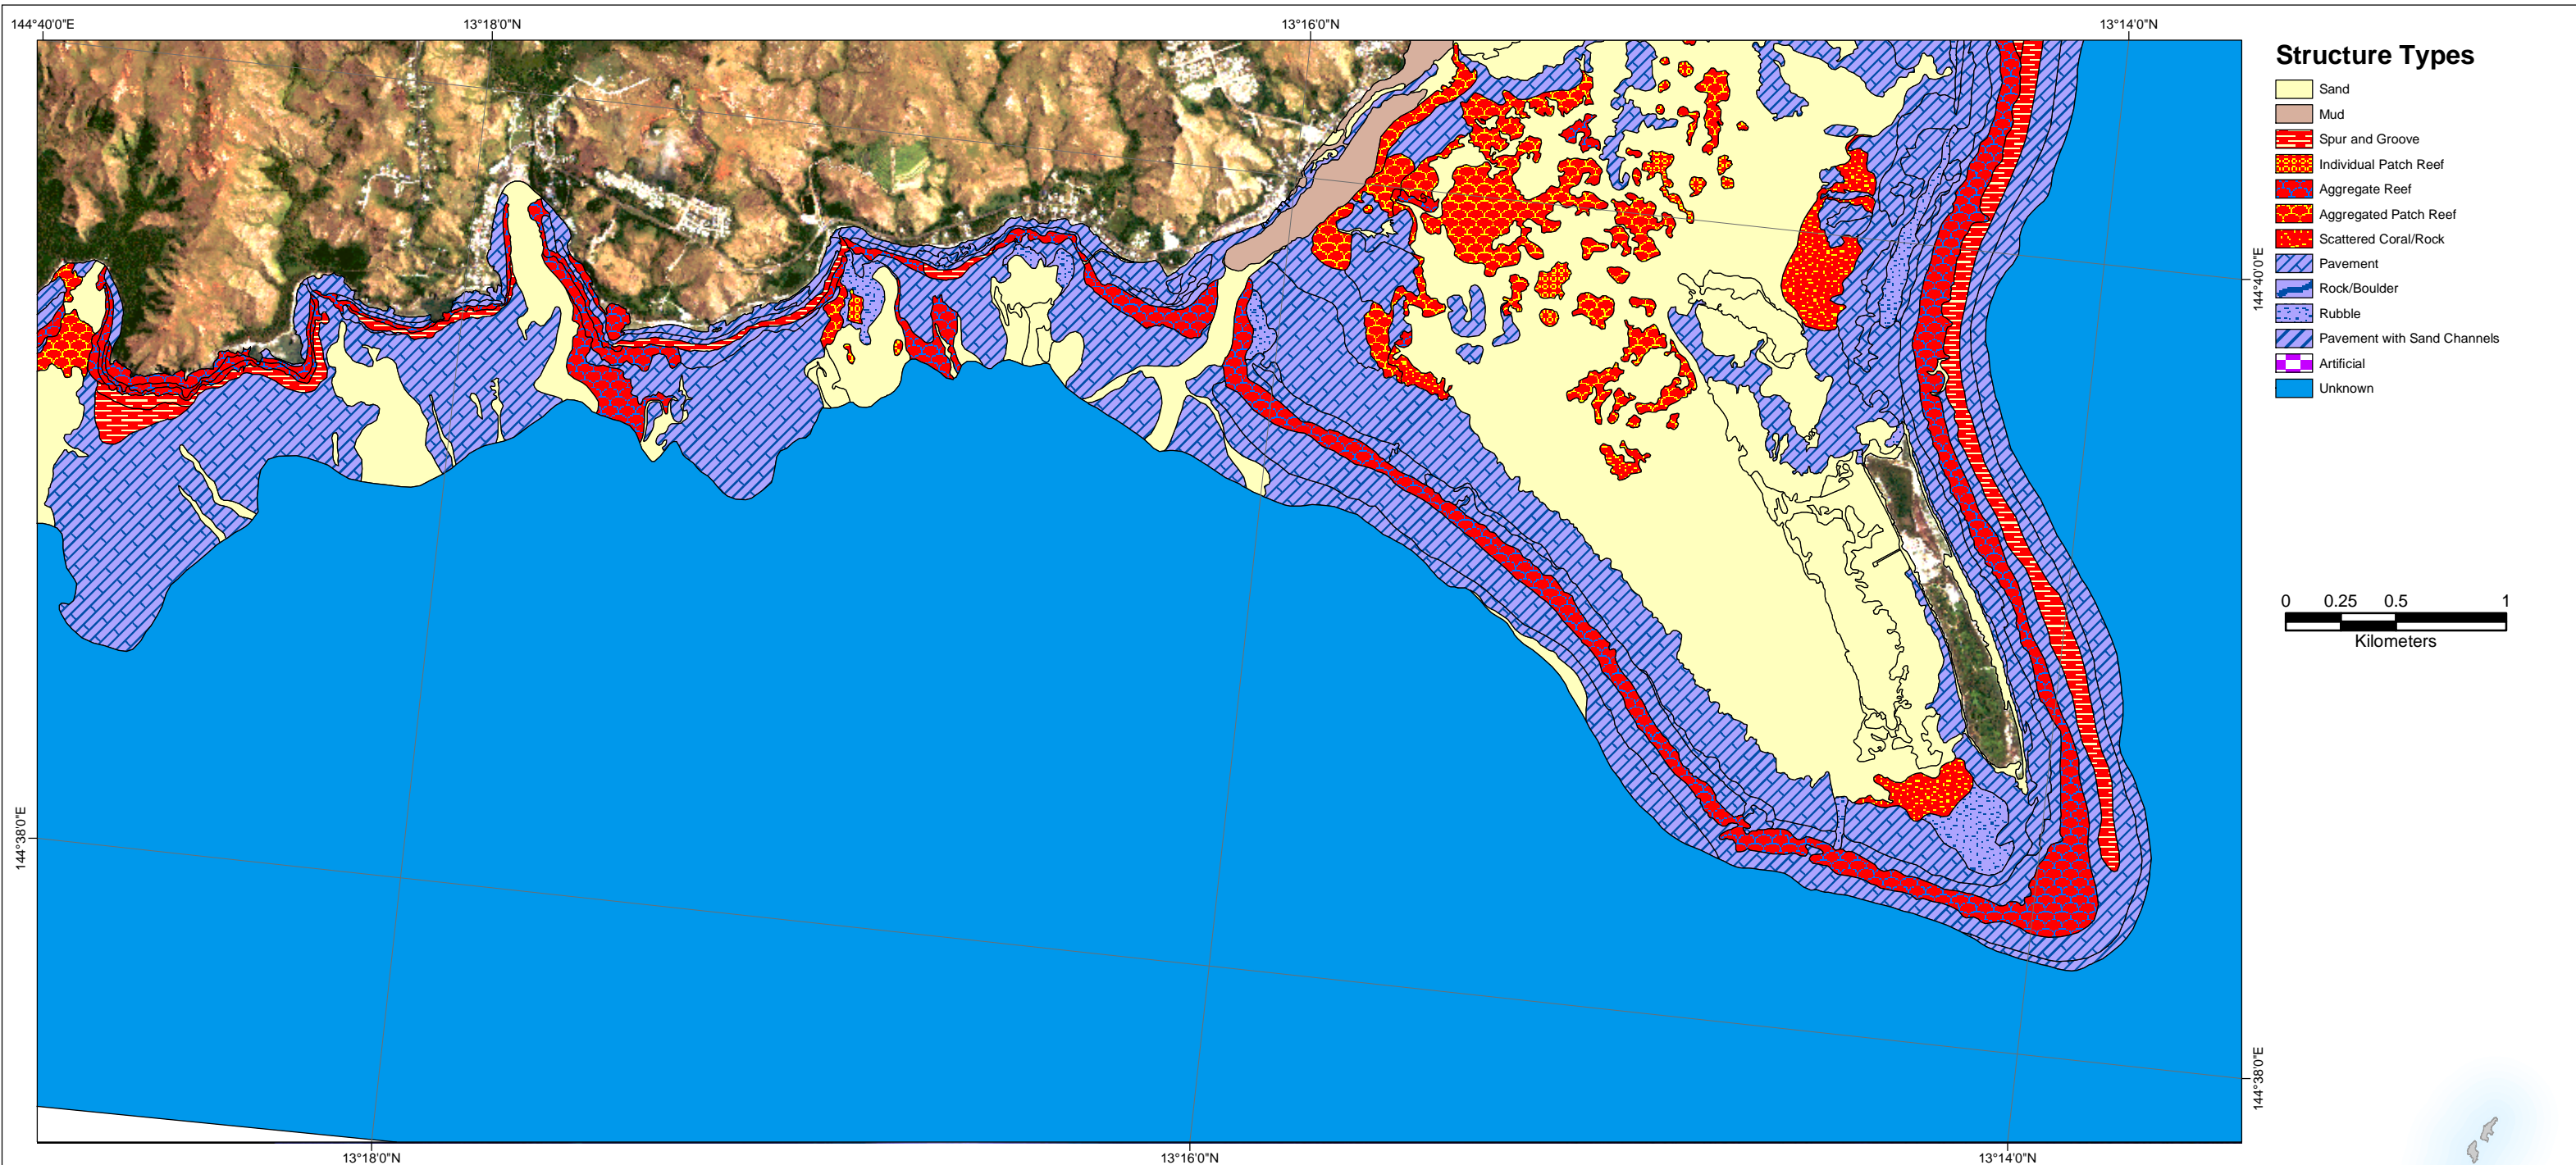 144°40'0"E
13°18'0"N
13°16'0"N
13°14'0"N
Structure Types
Sand
Mud
Spur and Groove
Individual Patch Reef
Aggregate Reef
Aggregated Patch Reef
Scattered Coral/Rock
Pavement
Rock/Boulder
Rubble
Pavement with Sand Channels
Artificial
Unknown
144°40'0"E
0 0.25 0.5 1
Kilometers
144°38'0"E
144°38'0"E
13°18'0"N
13°16'0"N
13°14'0"N